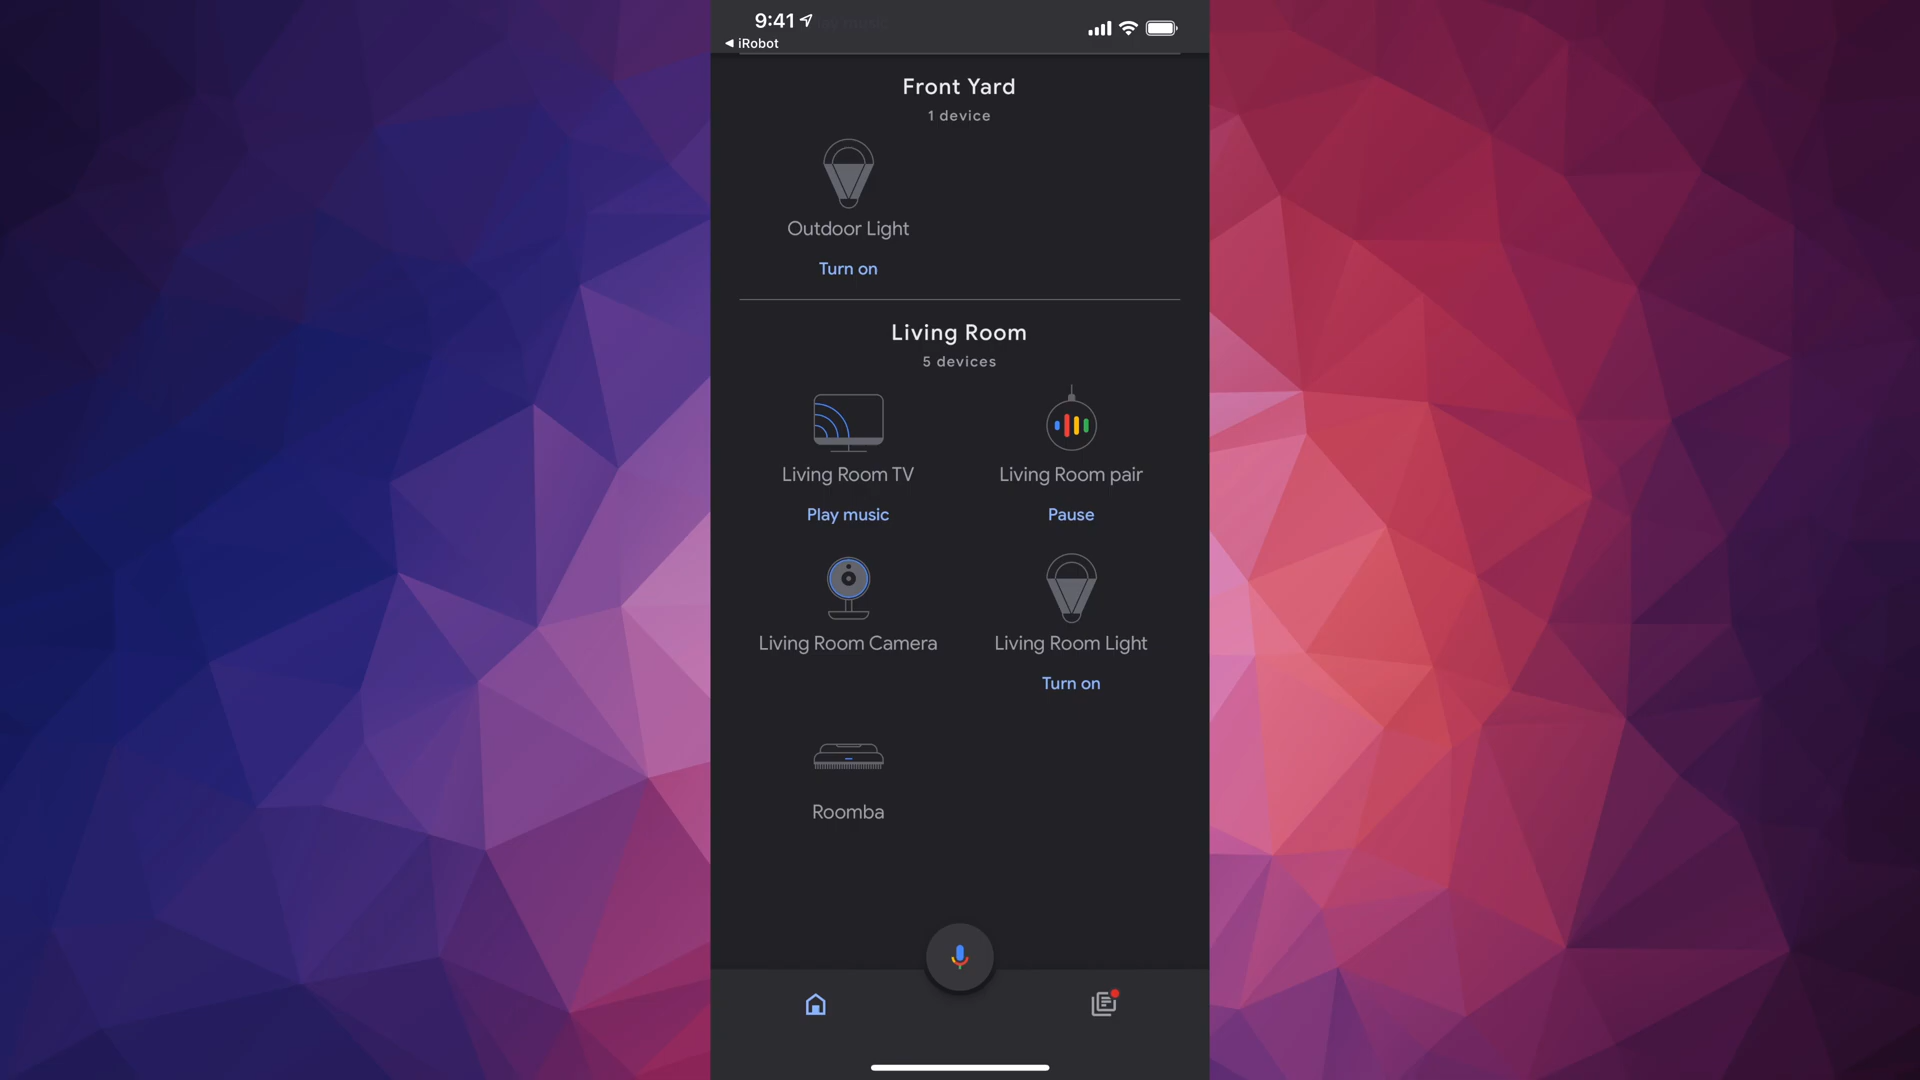 9:41
◀ iRobot
Front Yard
1 device
Outdoor Light
Turn on
Living Room
5 devices
Living Room TV
Living Room pair
Play music
Pause
Living Room Camera
Living Room Light
Turn on
Roomba